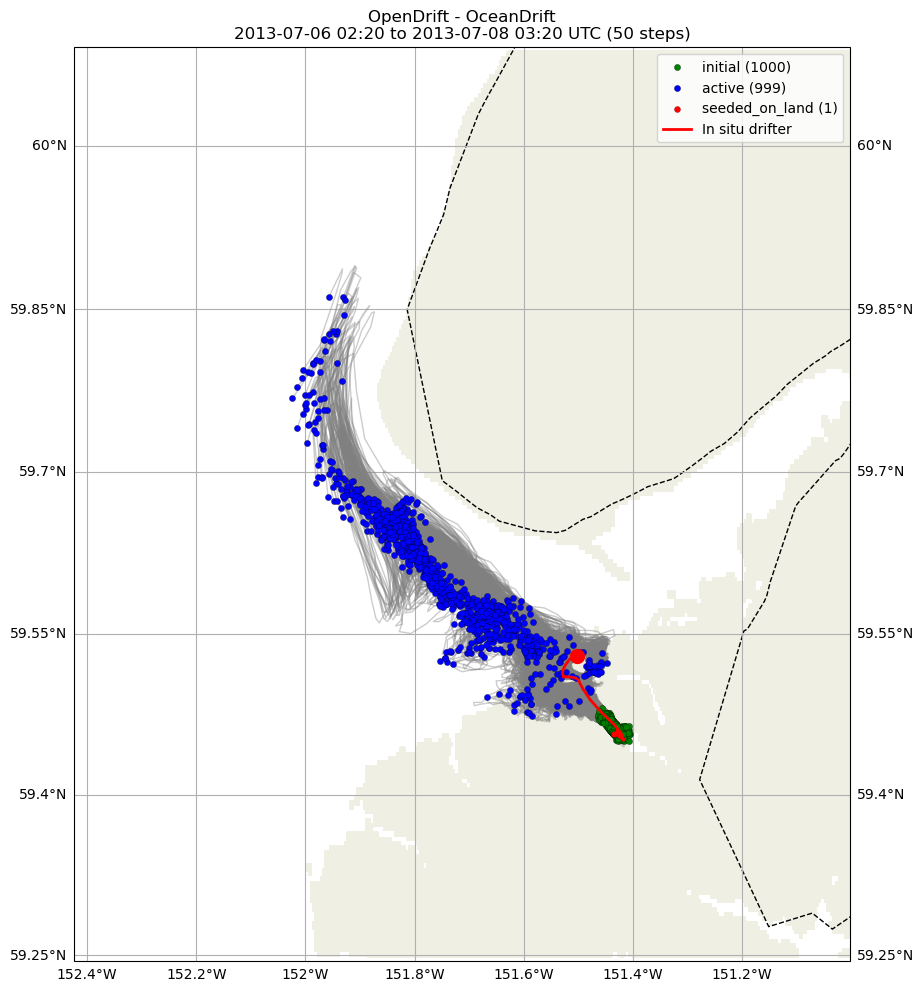 OpenDrift - OceanDrift
2013-07-06 02:20 to 2013-07-08 03:20 UTC (50 steps)
initial (1000)
active (999)
seeded_on_land (1)
In situ drifter
60°N
60°N
59.85°N
59.85°N
59.7°N
59.7°N
59.55°N
59.55°N
59.4°N
59.4°N
59.25°N
59.25°N
152.4°W
152.2°W
152°W
151.8°W
151.6°W
151.4°W
151.2°W